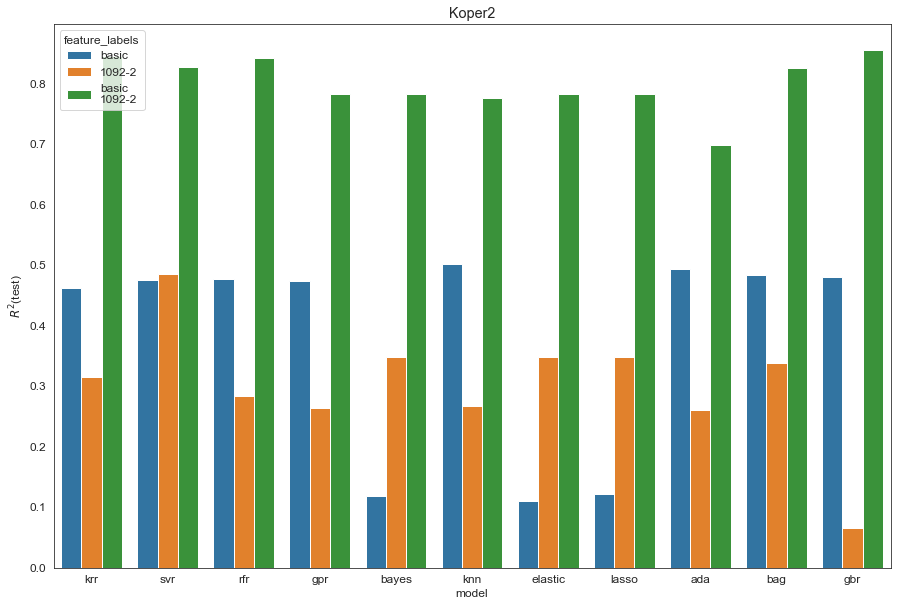 Koper2
feature_labels
basic
1092-2
basic
1092-2
0.8
0.7
0.6
0.5
0.4
0.3
0.2
0.1
0.0
R²(test)
krr svr rfr gpr bayes knn elastic lasso ada bag gbr
model